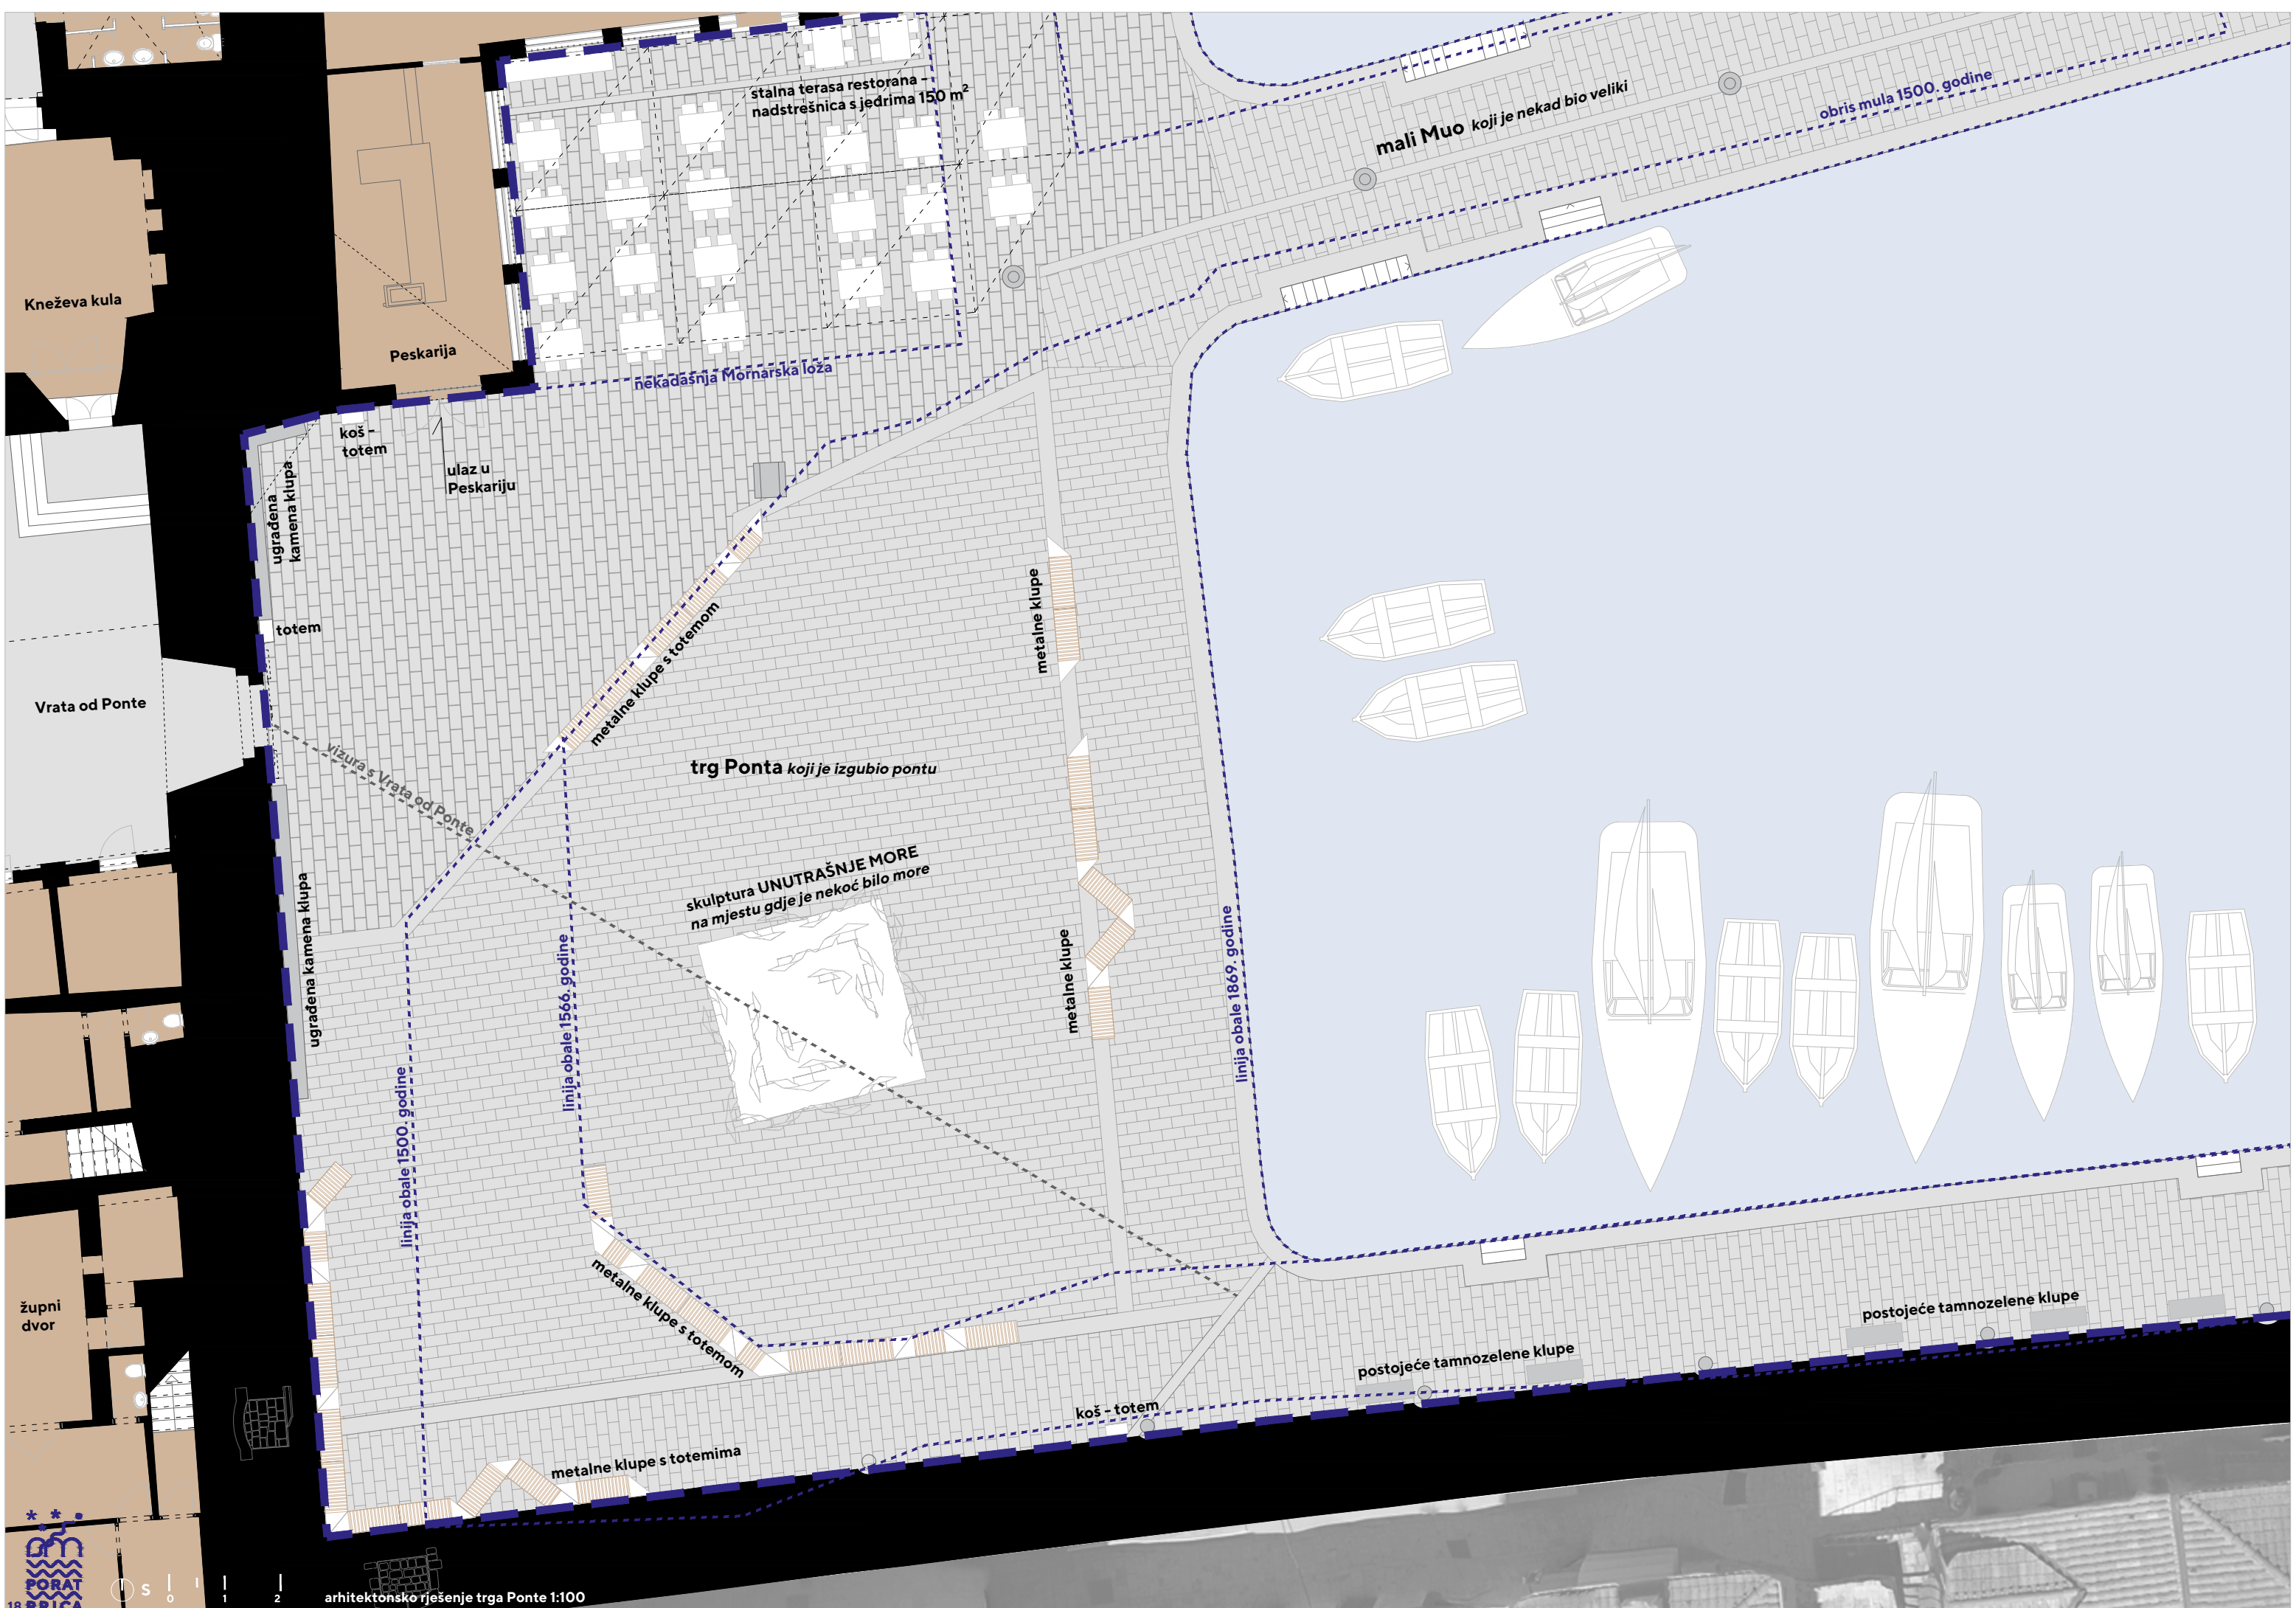 stalna terasa restorana –
nadstrešnica s jedrima 150 m²
mali Muo koji je nekad bio veliki
obris mula 1500. godine
Kneževa kula
Peskarija
nekadašnja Mornarska loža
koš -
totem
ulaz u
Peskariju
ugrađena
kamena klupa
totem
metalne klupe s totemom
metalne klupe
Vrata od Ponte
vizura s Vrata od Ponte
trg Ponta koji je izgubio pontu
skulptura UNUTRAŠNJE MORE
na mjestu gdje je nekoć bilo more
ugrađena kamena klupa
linija obale 1500. godine
linija obale 1566. godine
metalne klupe
linija obale 1869. godine
župni
dvor
metalne klupe s totemom
postojeće tamnozelene klupe
postojeće tamnozelene klupe
koš - totem
metalne klupe s totemima
PORAT
PRIČA
18
S
0 1 2
arhitektonsko rješenje trga Ponte 1:100